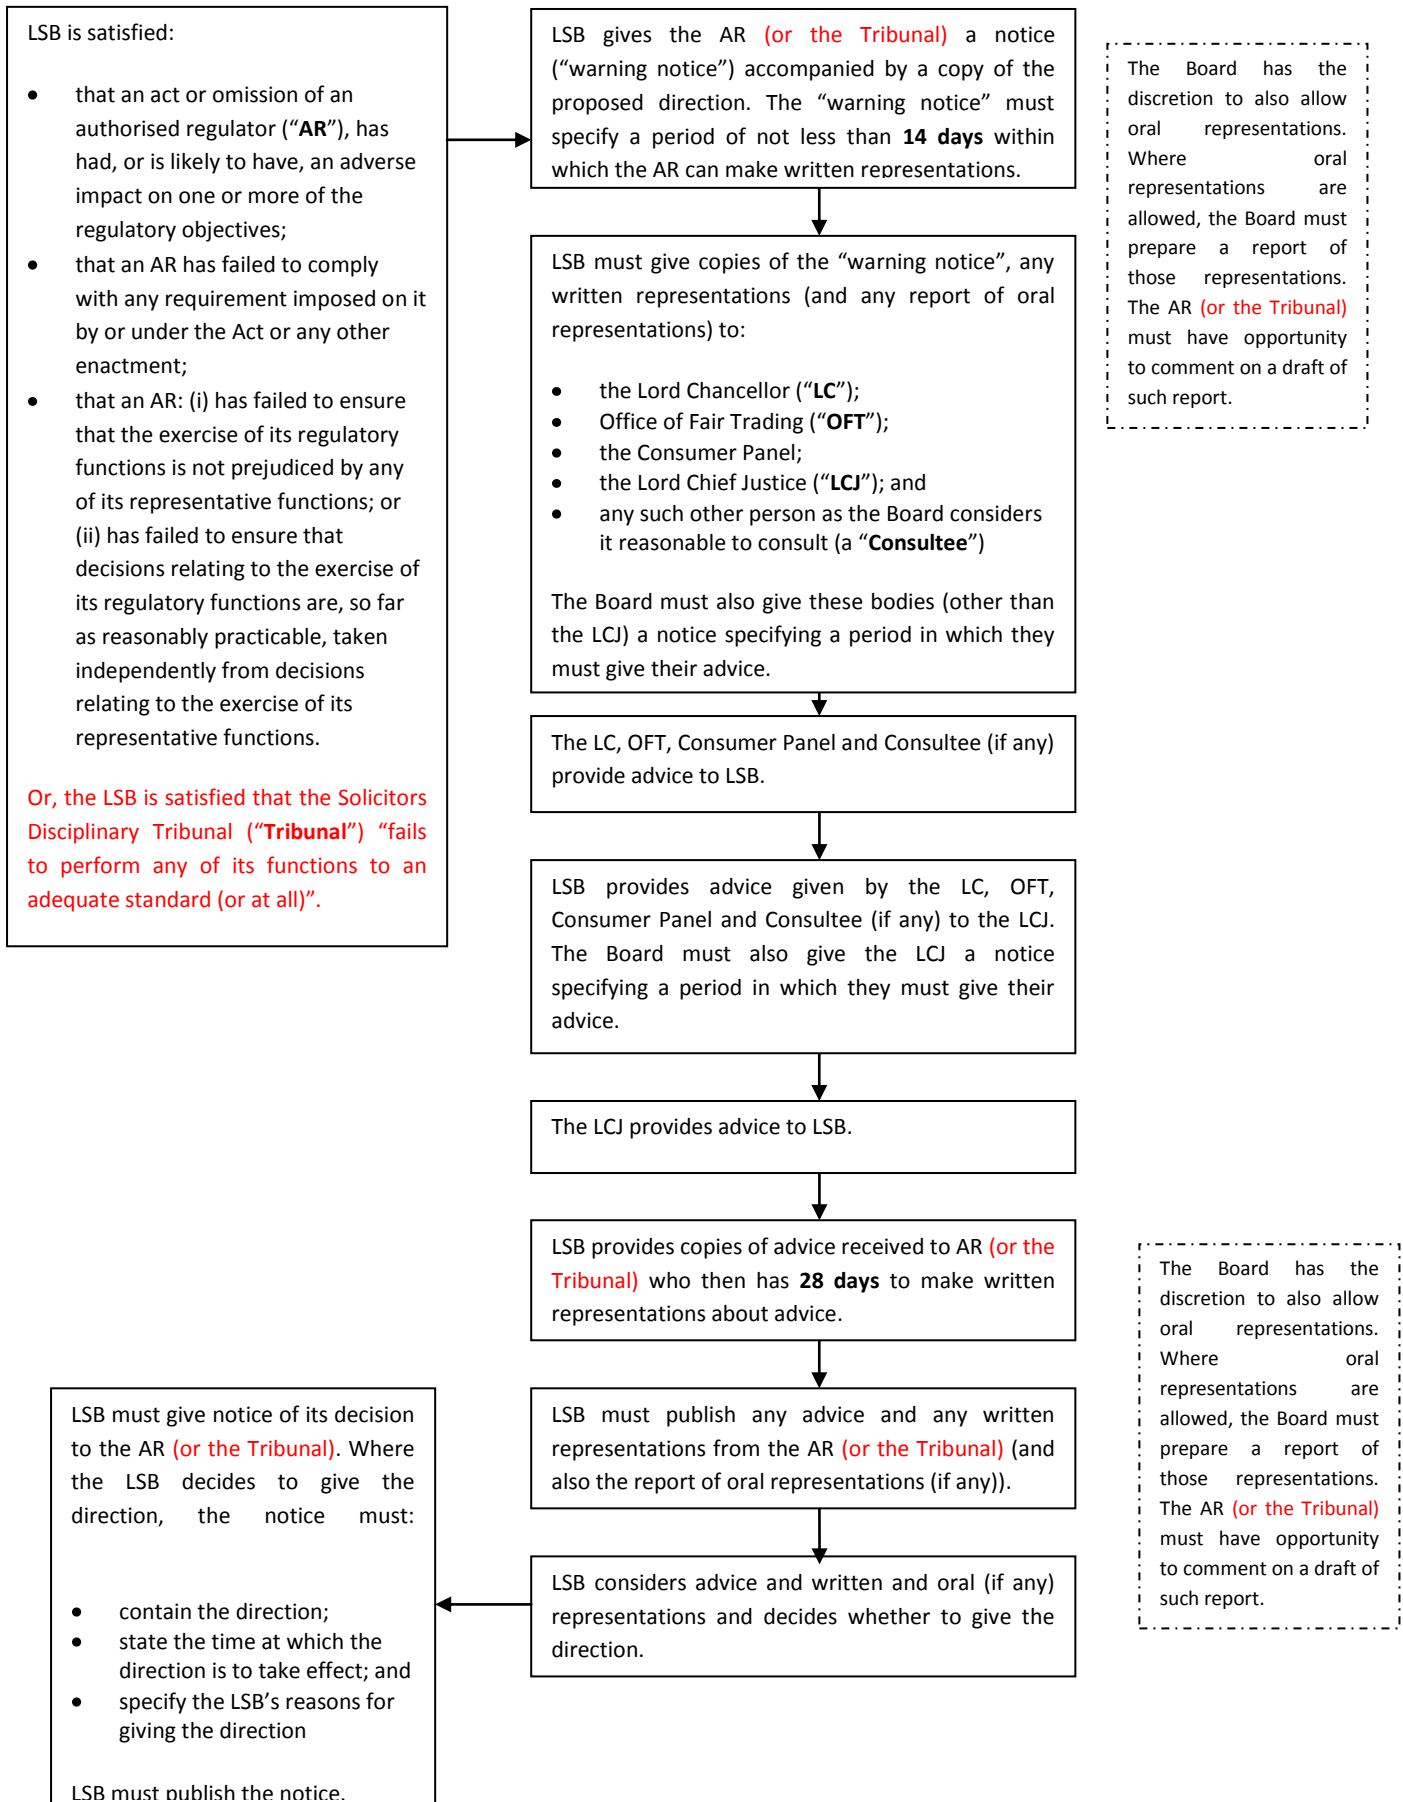 LSB is satisfied:
• that an act or omission of an
authorised regulator (“AR”), has
had, or is likely to have, an adverse
impact on one or more of the
regulatory objectives;
• that an AR has failed to comply
with any requirement imposed on it
by or under the Act or any other
enactment;
• that an AR: (i) has failed to ensure
that the exercise of its regulatory
functions is not prejudiced by any
of its representative functions; or
(ii) has failed to ensure that
decisions relating to the exercise of
its regulatory functions are, so far
as reasonably practicable, taken
independently from decisions
relating to the exercise of its
representative functions.
Or, the LSB is satisfied that the Solicitors
Disciplinary Tribunal (“Tribunal”) “fails
to perform any of its functions to an
adequate standard (or at all)”.
LSB gives the AR (or the Tribunal) a notice
(“warning notice”) accompanied by a copy of the
proposed direction. The “warning notice” must
specify a period of not less than 14 days within
which the AR can make written representations.
The Board has the
discretion to also allow
oral representations.
Where oral
representations are
allowed, the Board must
prepare a report of
those representations.
The AR (or the Tribunal)
must have opportunity
to comment on a draft of
such report.
LSB must give copies of the “warning notice”, any
written representations (and any report of oral
representations) to:
• the Lord Chancellor (“LC”);
• Office of Fair Trading (“OFT”);
• the Consumer Panel;
• the Lord Chief Justice (“LCJ”); and
• any such other person as the Board considers
it reasonable to consult (a “Consultee”)
The Board must also give these bodies (other than
the LCJ) a notice specifying a period in which they
must give their advice.
The LC, OFT, Consumer Panel and Consultee (if any)
provide advice to LSB.
LSB provides advice given by the LC, OFT,
Consumer Panel and Consultee (if any) to the LCJ.
The Board must also give the LCJ a notice
specifying a period in which they must give their
advice.
The LCJ provides advice to LSB.
LSB provides copies of advice received to AR (or the
Tribunal) who then has 28 days to make written
representations about advice.
The Board has the
discretion to also allow
oral representations.
Where oral
representations are
allowed, the Board must
prepare a report of
those representations.
The AR (or the Tribunal)
must have opportunity
to comment on a draft of
such report.
LSB must publish any advice and any written
representations from the AR (or the Tribunal) (and
also the report of oral representations (if any)).
LSB considers advice and written and oral (if any)
representations and decides whether to give the
direction.
LSB must give notice of its decision
to the AR (or the Tribunal). Where
the LSB decides to give the
direction, the notice must:
• contain the direction;
• state the time at which the
direction is to take effect; and
• specify the LSB’s reasons for
giving the direction
LSB must publish the notice.